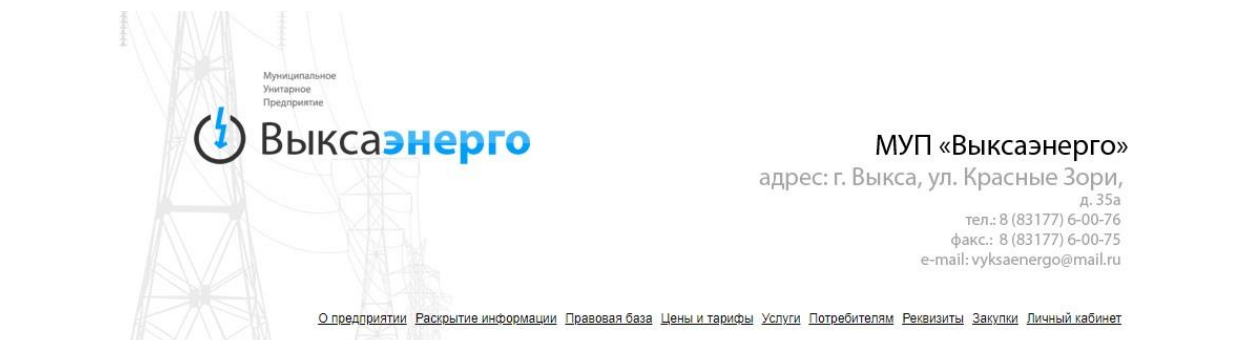 Муниципальное
Унитарное
Предприятие
Выксаэнерго
МУП «Выксаэнерго»
адрес: г. Выкса, ул. Красные Зори,
д. 35а
тел.: 8 (83177) 6-00-76
факс.: 8 (83177) 6-00-75
e-mail: vyksaenergo@mail.ru
О предприятии Раскрытие информации Правовая база Цены и тарифы Услуги Потребителям Реквизиты Закупки Личный кабинет